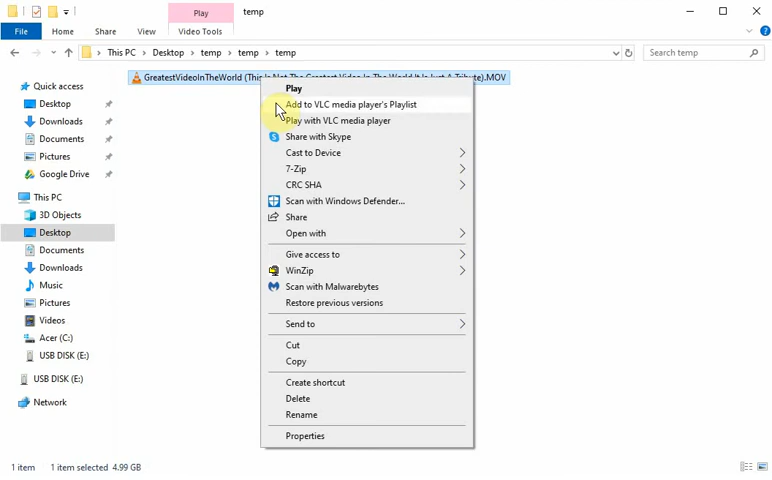 Play temp
File Home Share View Video Tools
This PC Desktop temp temp temp Search temp
Quick access
Desktop
Downloads
Documents
Pictures
Google Drive
This PC
3D Objects
Desktop
Documents
Downloads
Music
Pictures
Videos
Acer (C:)
USB DISK (E:)
USB DISK (E:)
Network
GreatestVideoInTheWorld (This Is Not The Greatest Video In The World It Is Just A Tribute).MOV
Play
Add to VLC media player's Playlist
Play with VLC media player
Share with Skype
Cast to Device
7-Zip
CRC SHA
Scan with Windows Defender...
Share
Open with
Give access to
WinZip
Scan with Malwarebytes
Restore previous versions
Send to
Cut
Copy
Create shortcut
Delete
Rename
Properties
1 item 1 item selected 4.99 GB